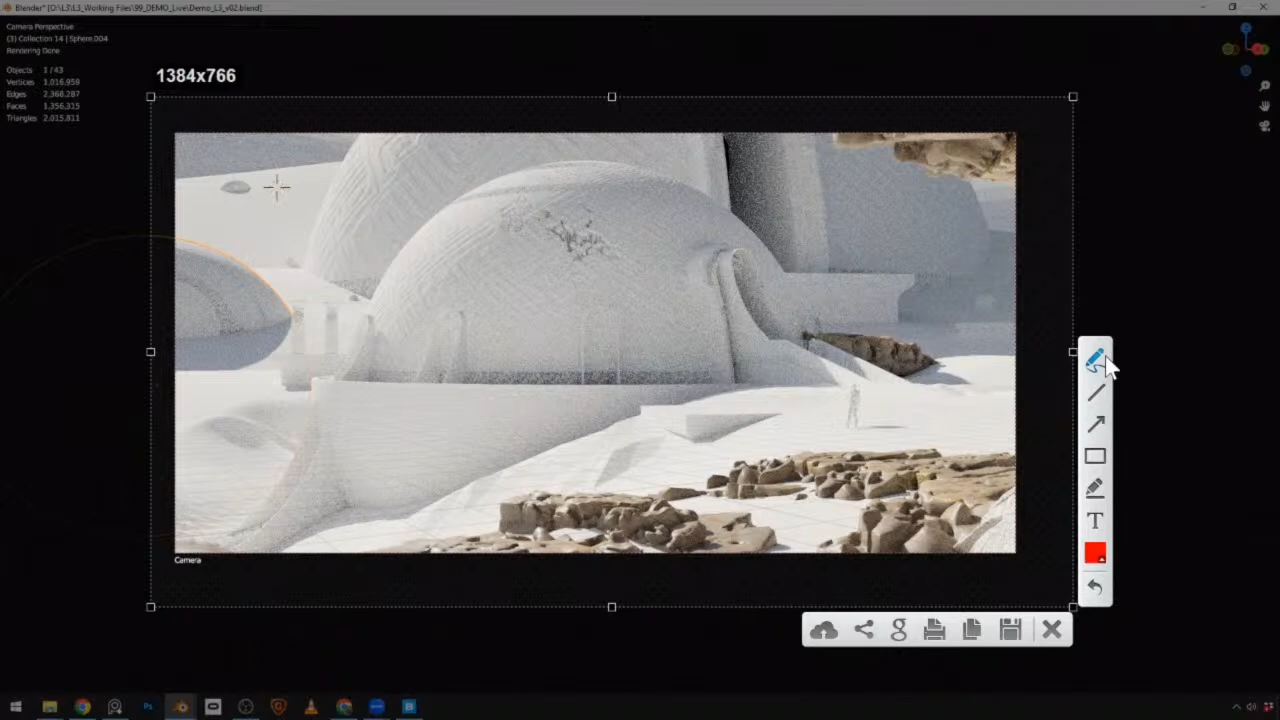 Blender* [O:\L3\L3_Working Files\99_DEMO_Live\Demo_L3_v02.blend]
Camera Perspective
(3) Collection 14 | Sphere.004
Rendering Done
Objects 1/43
Vertices 1,016,959
Edges 2,368,287
Faces 1,356,315
Triangles 2,015,811
1384x766
Camera
T
g
Ps